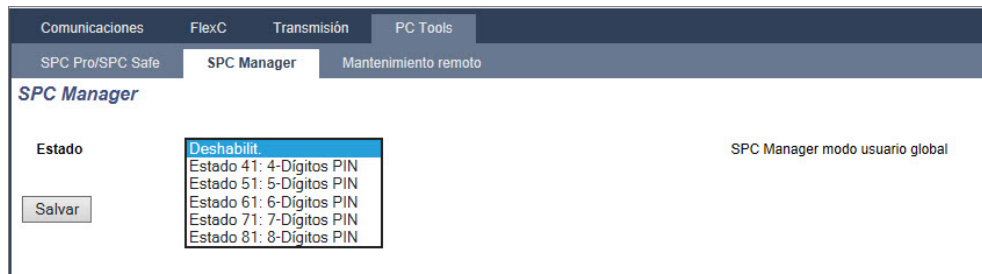 Comunicaciones FlexC Transmisión PC Tools
SPC Pro/SPC Safe SPC Manager Mantenimiento remoto
SPC Manager
Estado Deshabilit. SPC Manager modo usuario global
Estado 41: 4-Dígitos PIN
Estado 51: 5-Dígitos PIN
Estado 61: 6-Dígitos PIN
Estado 71: 7-Dígitos PIN
Estado 81: 8-Dígitos PIN
Salvar